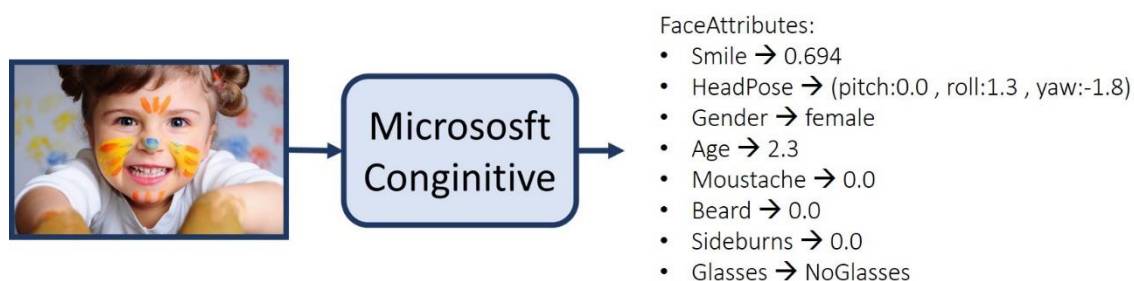 Micrososft
Conginitive
FaceAttributes:
• Smile → 0.694
• HeadPose → (pitch:0.0 , roll:1.3 , yaw:-1.8)
• Gender → female
• Age → 2.3
• Moustache → 0.0
• Beard → 0.0
• Sideburns → 0.0
• Glasses → NoGlasses